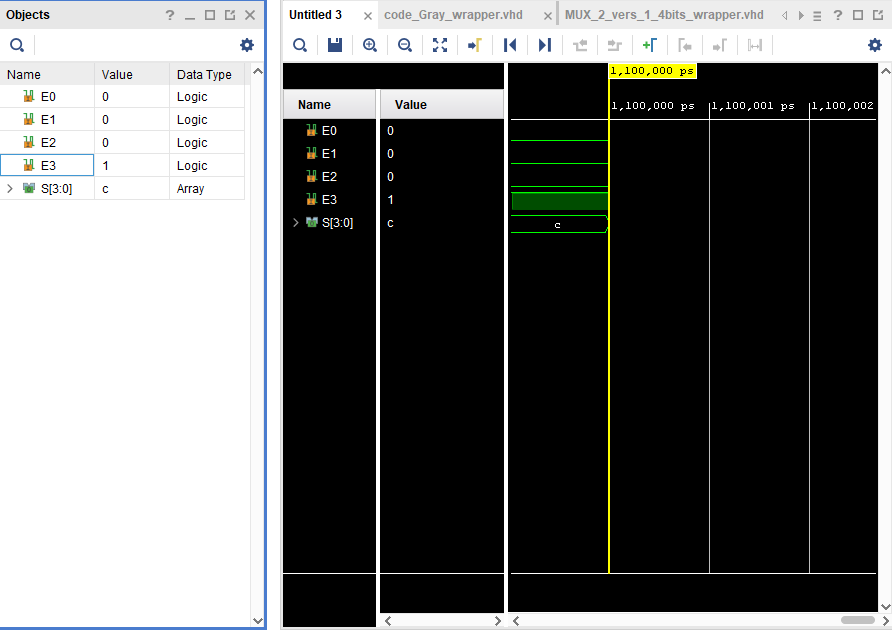 Objects
Name Value Data Type
E0 0 Logic
E1 0 Logic
E2 0 Logic
E3 1 Logic
S[3:0] c Array
Untitled 3 code_Gray_wrapper.vhd MUX_2_vers_1_4bits_wrapper.vhd
1,100,000 ps
1,100,000 ps 1,100,001 ps 1,100,002
Name Value
E0 0
E1 0
E2 0
E3 1
S[3:0] c c